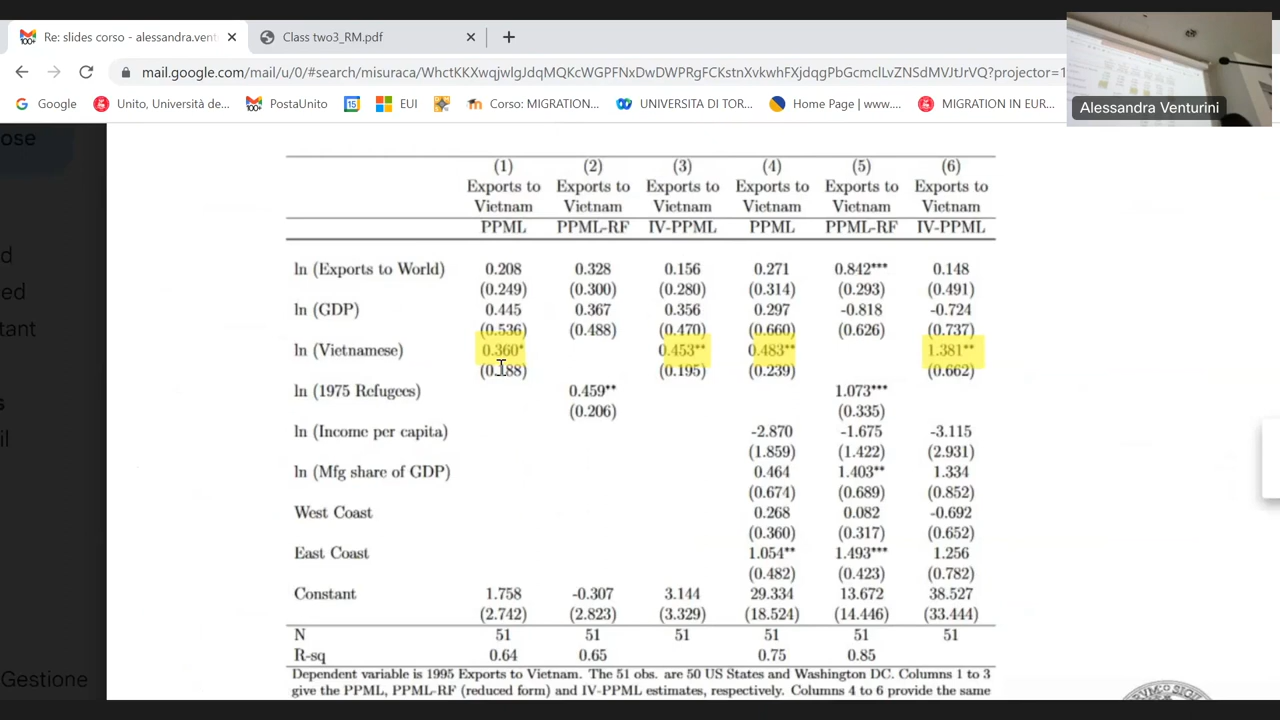 Re: slides corso - alessandra.vent
Class two3_RM.pdf
mail.google.com/mail/u/0/#search/misuraca/
Google
Unito, Università de...
PostaUnito
EUI
Corso: MIGRATION...
UNIVERSITA DI TOR...
Home Page | www....
MIGRATION IN EUR...
Alessandra Venturini
ose
d
ed
tant
s
il
Gestione
(1) (2) (3) (4) (5) (6)
Exports to Exports to Exports to Exports to Exports to Exports to
Vietnam Vietnam Vietnam Vietnam Vietnam Vietnam
PPML PPML-RF IV-PPML PPML PPML-RF IV-PPML
ln (Exports to World) 0.208 0.328 0.156 0.271 0.842*** 0.148
(0.249) (0.300) (0.280) (0.314) (0.293) (0.491)
ln (GDP) 0.445 0.367 0.356 0.297 -0.818 -0.724
(0.536) (0.488) (0.470) (0.660) (0.626) (0.737)
ln (Vietnamese) 0.360* 0.453** 0.483** 1.381**
(0.188) (0.195) (0.239) (0.662)
ln (1975 Refugees) 0.459** 1.073***
(0.206) (0.335)
ln (Income per capita) -2.870 -1.675 -3.115
(1.859) (1.422) (2.931)
ln (Mfg share of GDP) 0.464 1.403** 1.334
(0.674) (0.689) (0.852)
West Coast 0.268 0.082 -0.692
(0.360) (0.317) (0.652)
East Coast 1.054** 1.493*** 1.256
(0.482) (0.423) (0.782)
Constant 1.758 -0.307 3.144 29.334 13.672 38.527
(2.742) (2.823) (3.329) (18.524) (14.446) (33.444)
N 51 51 51 51 51 51
R-sq 0.64 0.65 0.75 0.85
Dependent variable is 1995 Exports to Vietnam. The 51 obs. are 50 US States and Washington DC. Columns 1 to 3
give the PPML, PPML-RF (reduced form) and IV-PPML estimates, respectively. Columns 4 to 6 provide the same